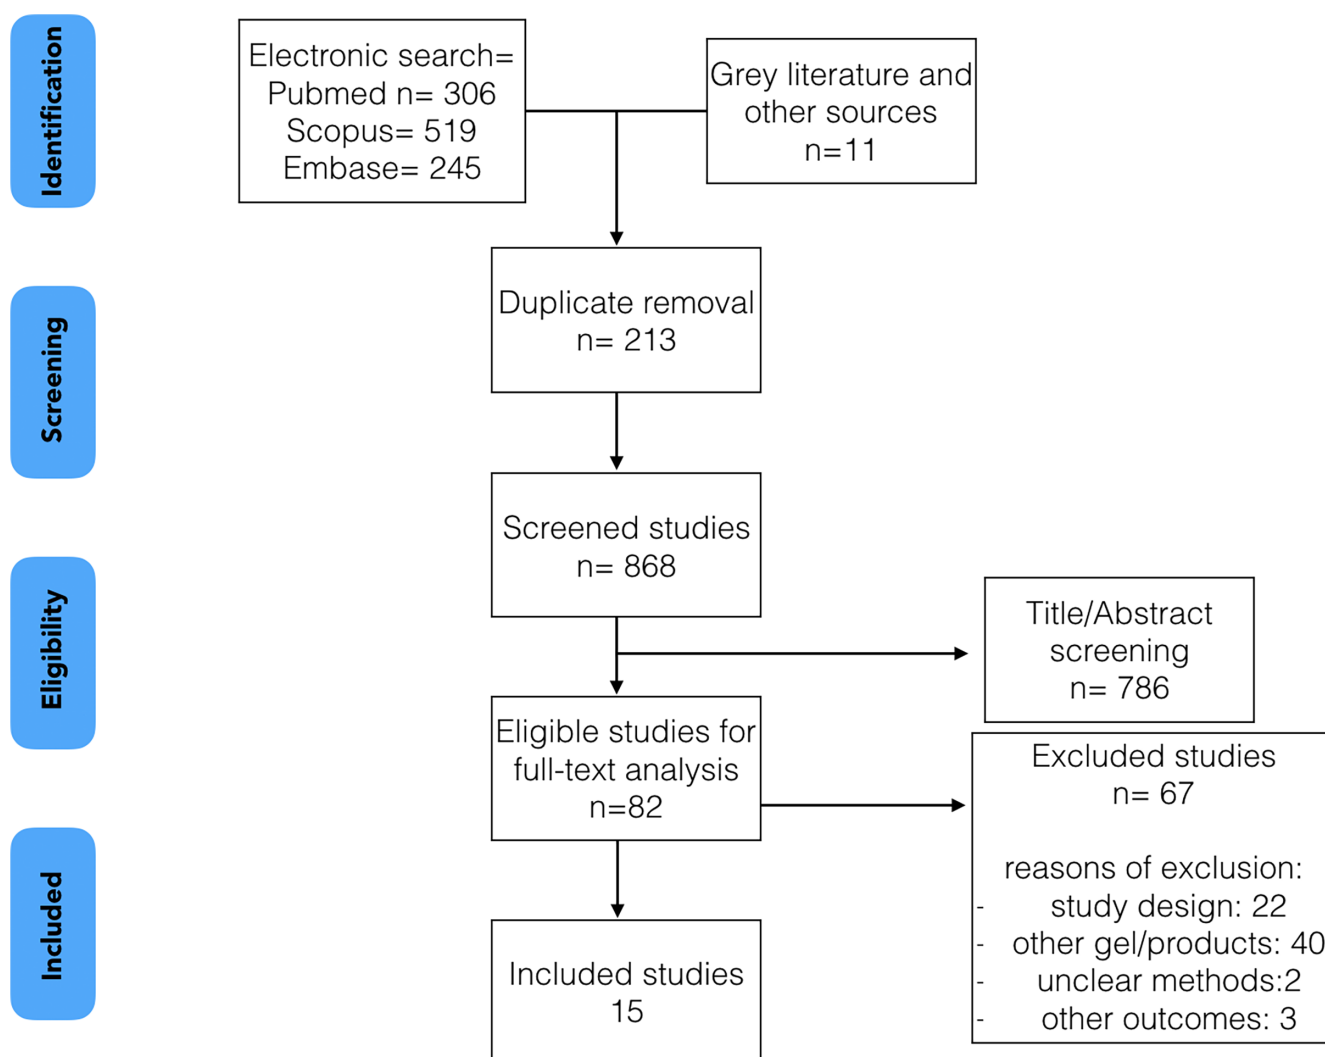 Identification
Electronic search=
Pubmed n= 306
Scopus= 519
Embase= 245
Grey literature and
other sources
n=11
Screening
Duplicate removal
n= 213
Screened studies
n= 868
Eligibility
Title/Abstract
screening
n= 786
Eligible studies for
full-text analysis
n=82
Excluded studies
n= 67
reasons of exclusion:
- study design: 22
- other gel/products: 40
- unclear methods:2
- other outcomes: 3
Included
Included studies
15